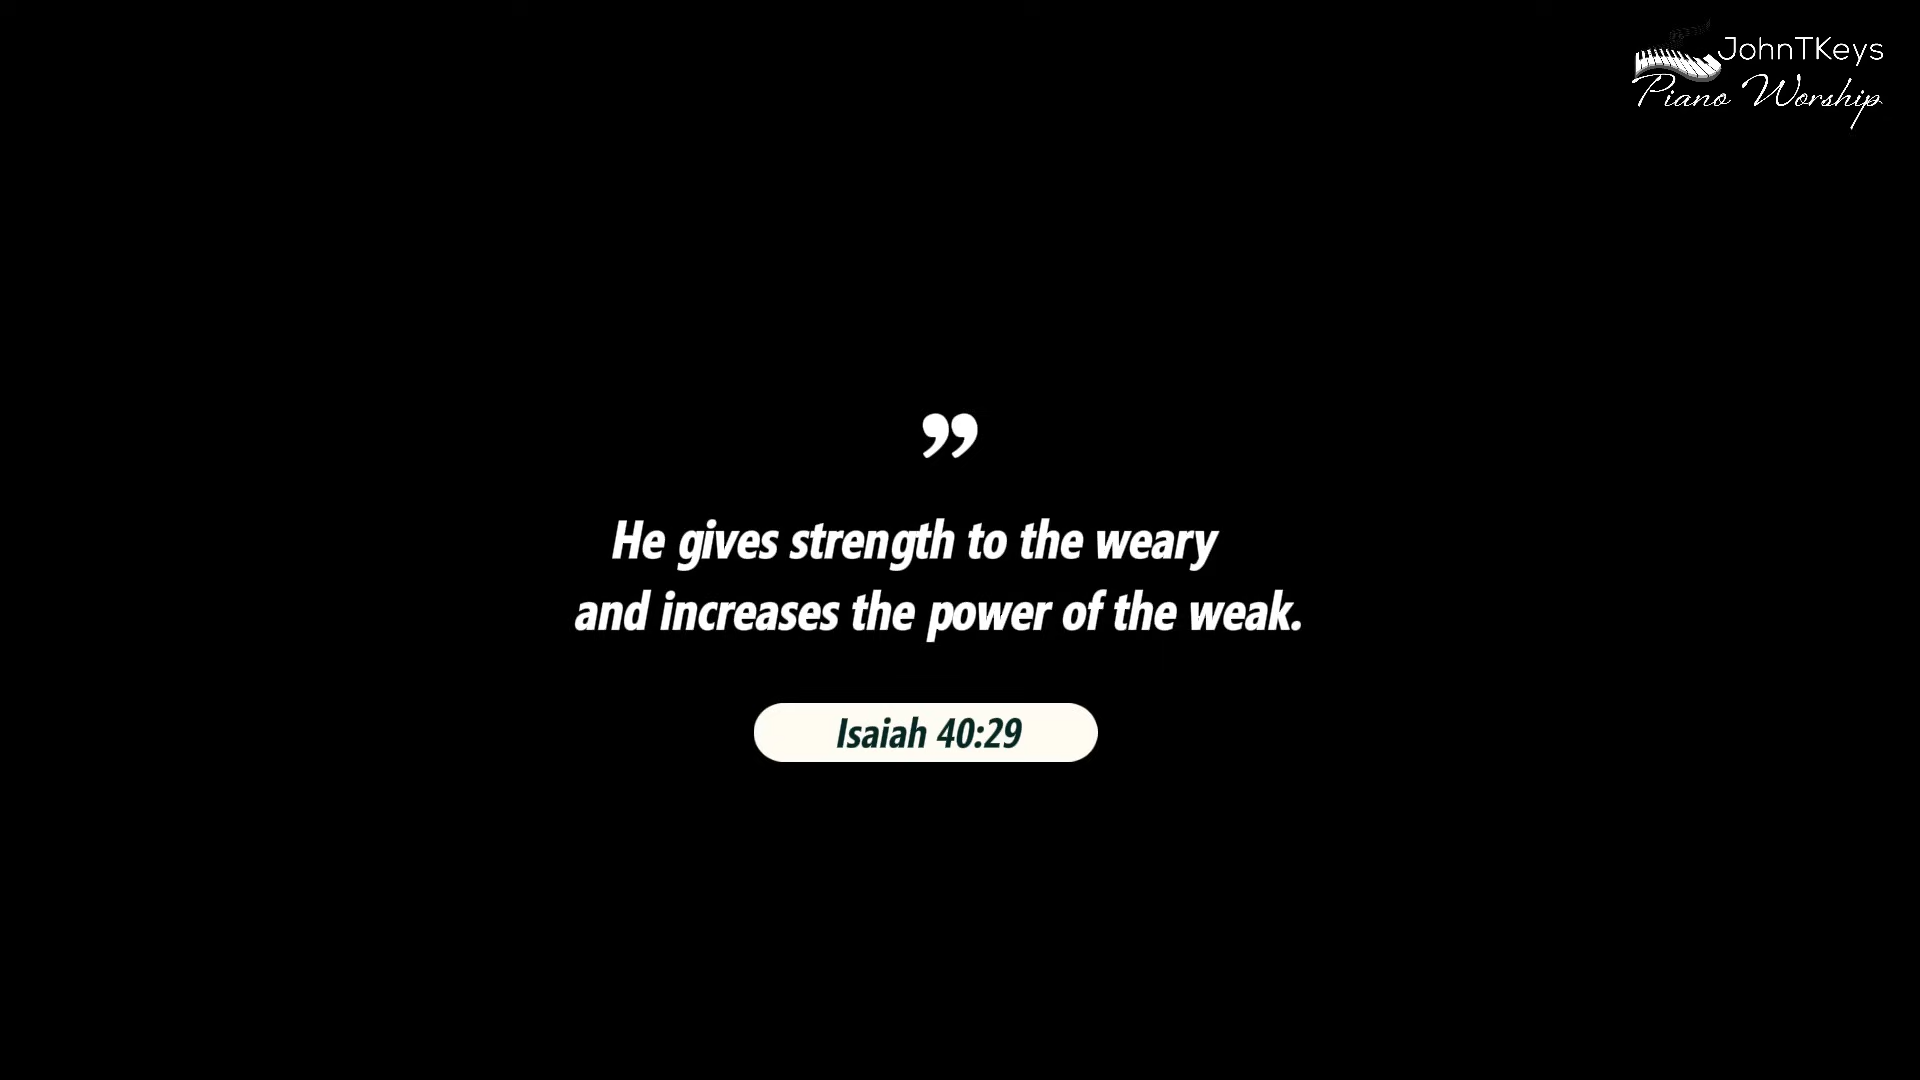 JohnTKeys
Piano Worship
”
He gives strength to the weary
and increases the power of the weak.
Isaiah 40:29